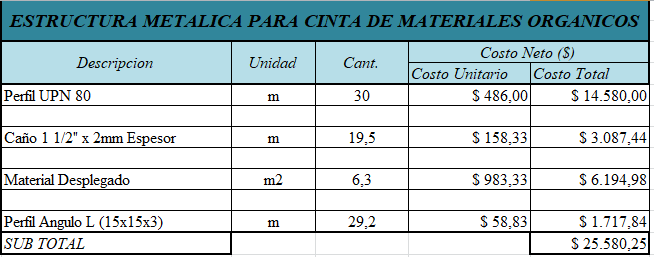 ESTRUCTURA METALICA PARA CINTA DE MATERIALES ORGANICOS
Descripcion Unidad Cant. Costo Neto ($)
Costo Unitario Costo Total
Perfil UPN 80 m 30 $ 486,00 $ 14.580,00
Caño 1 1/2" x 2mm Espesor m 19,5 $ 158,33 $ 3.087,44
Material Desplegado m2 6,3 $ 983,33 $ 6.194,98
Perfil Angulo L (15x15x3) m 29,2 $ 58,83 $ 1.717,84
SUB TOTAL $ 25.580,25